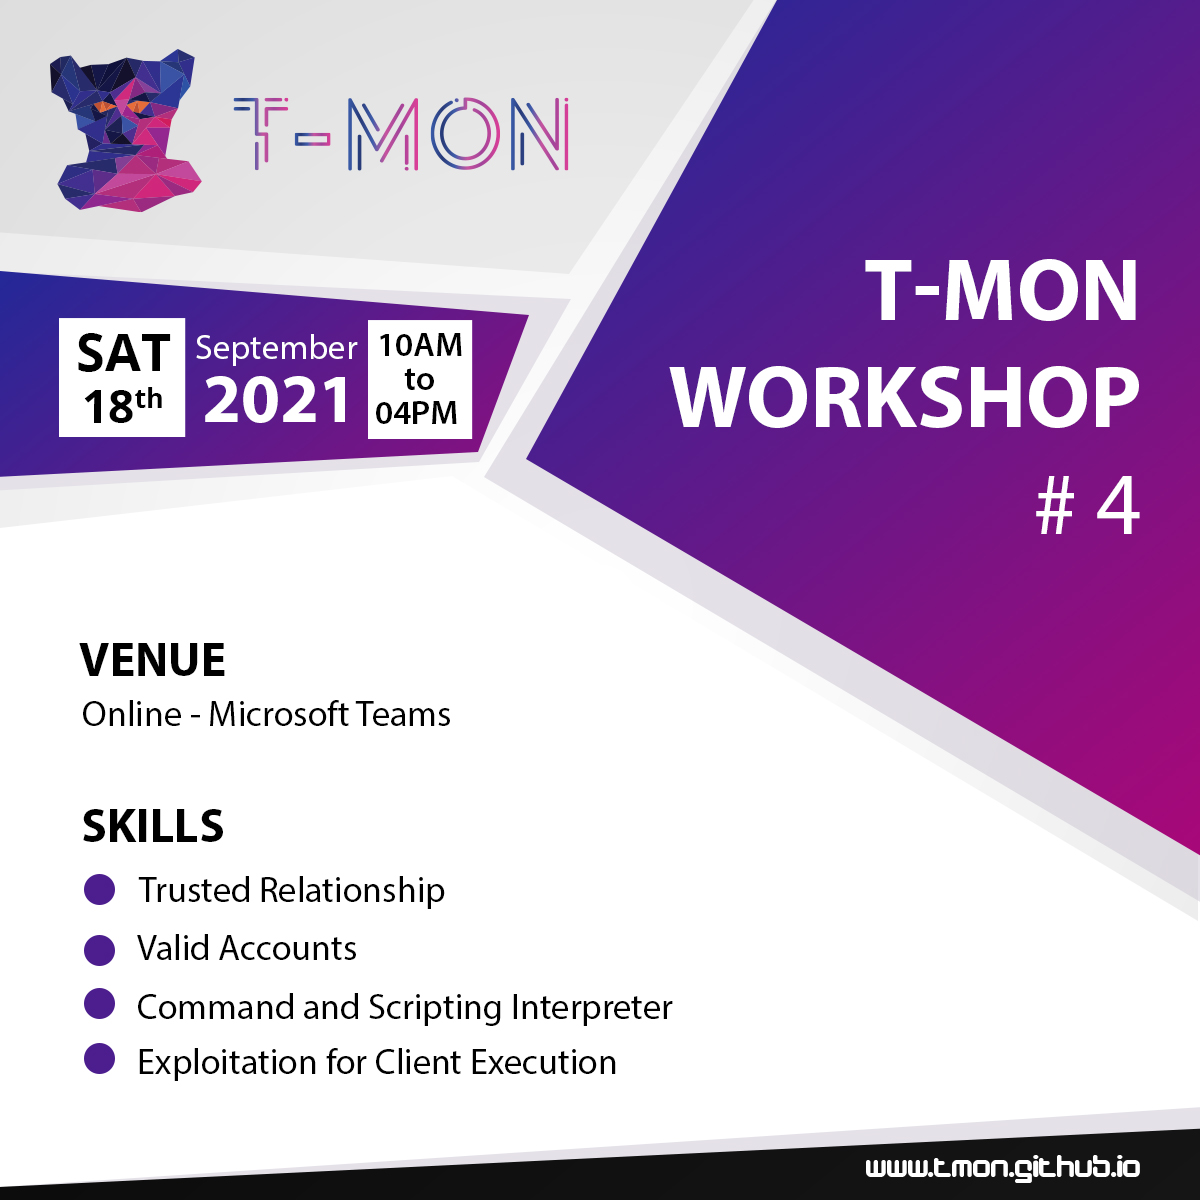 T-MON
T-MON
WORKSHOP
# 4
SAT
18th
September
2021
10AM
to
04PM
VENUE
Online - Microsoft Teams
SKILLS
Trusted Relationship
Valid Accounts
Command and Scripting Interpreter
Exploitation for Client Execution
www.tmon.github.io